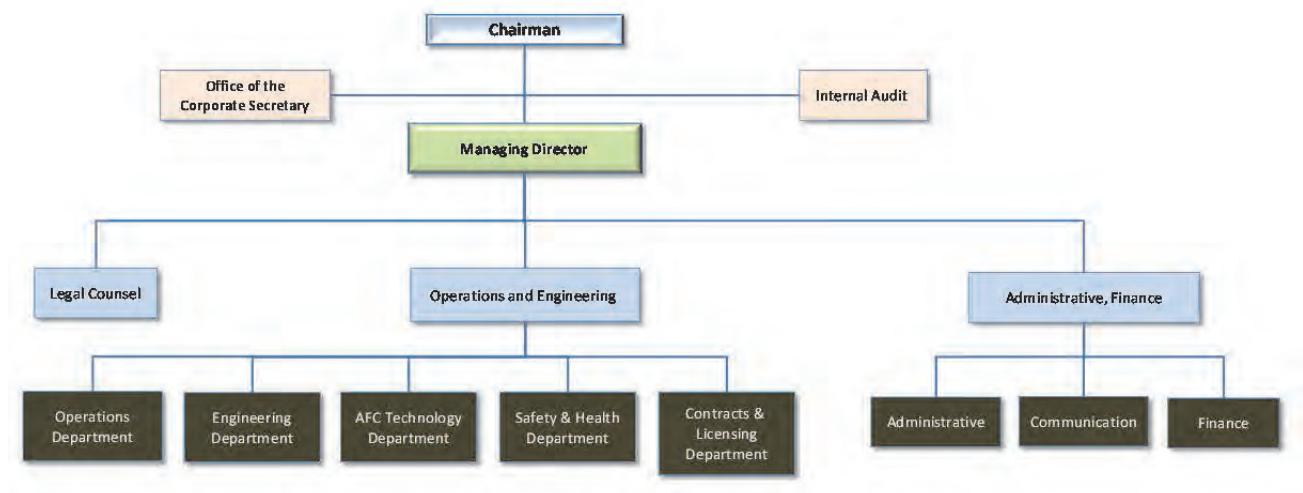 Chairman
Office of the
Corporate Secretary
Internal Audit
Managing Director
Legal Counsel
Operations and Engineering
Administrative, Finance
Operations
Department
Engineering
Department
AFC Technology
Department
Safety & Health
Department
Contracts &
Licensing
Department
Administrative
Communication
Finance